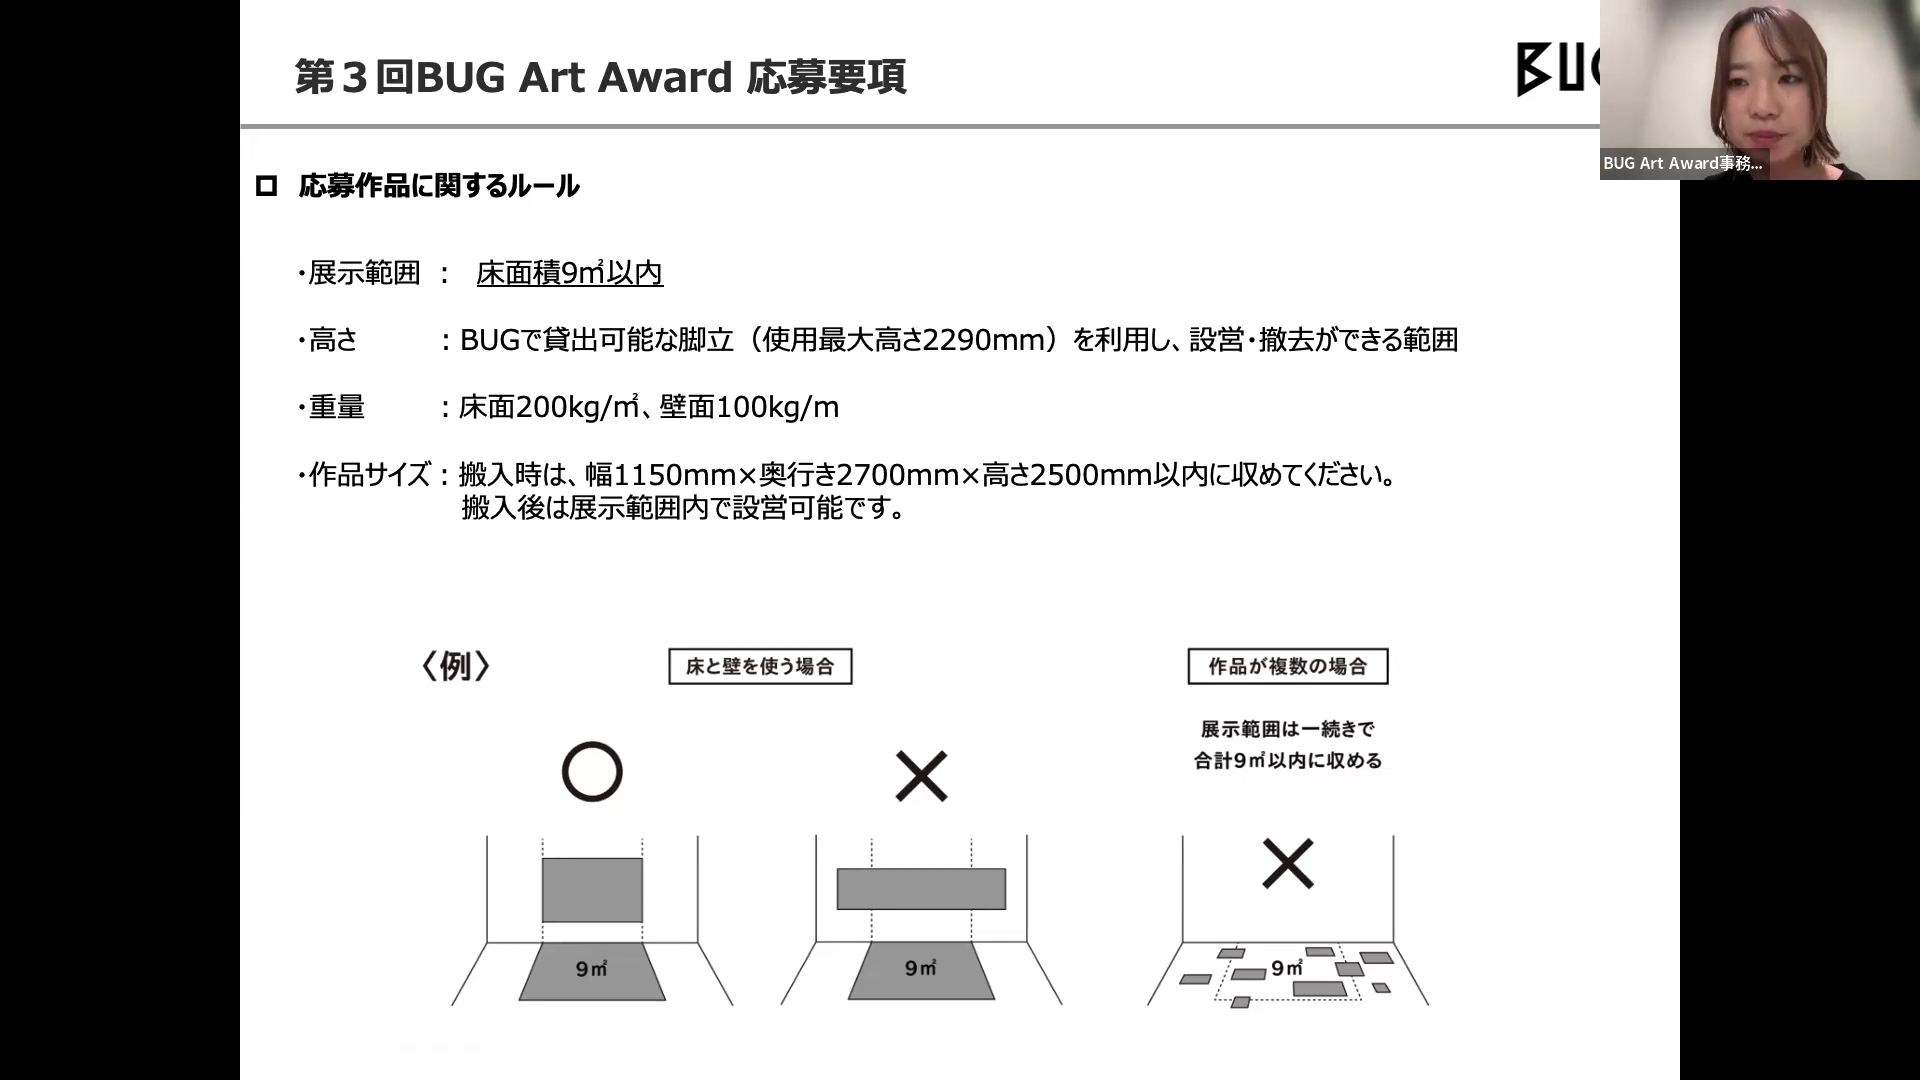 第３回BUG Art Award 応募要項
BUG Art Award事務...
応募作品に関するルール
・展示範囲 ： 床面積9㎡以内
・高さ ：BUGで貸出可能な脚立（使用最大高さ2290mm）を利用し、設営・撤去ができる範囲
・重量 ：床面200kg/㎡、壁面100kg/m
・作品サイズ：搬入時は、幅1150mm×奥行き2700mm×高さ2500mm以内に収めてください。
搬入後は展示範囲内で設営可能です。
〈例〉
床と壁を使う場合
作品が複数の場合
展示範囲は一続きで
合計9㎡以内に収める
9㎡
9㎡
9㎡